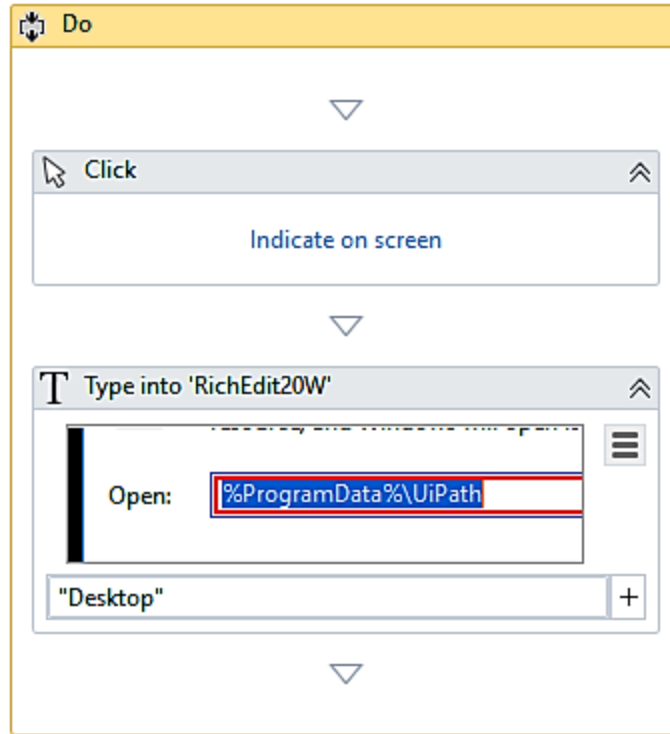 Do
Click
Indicate on screen
T Type into 'RichEdit20W'
Open: %ProgramData%\UiPath
"Desktop" +